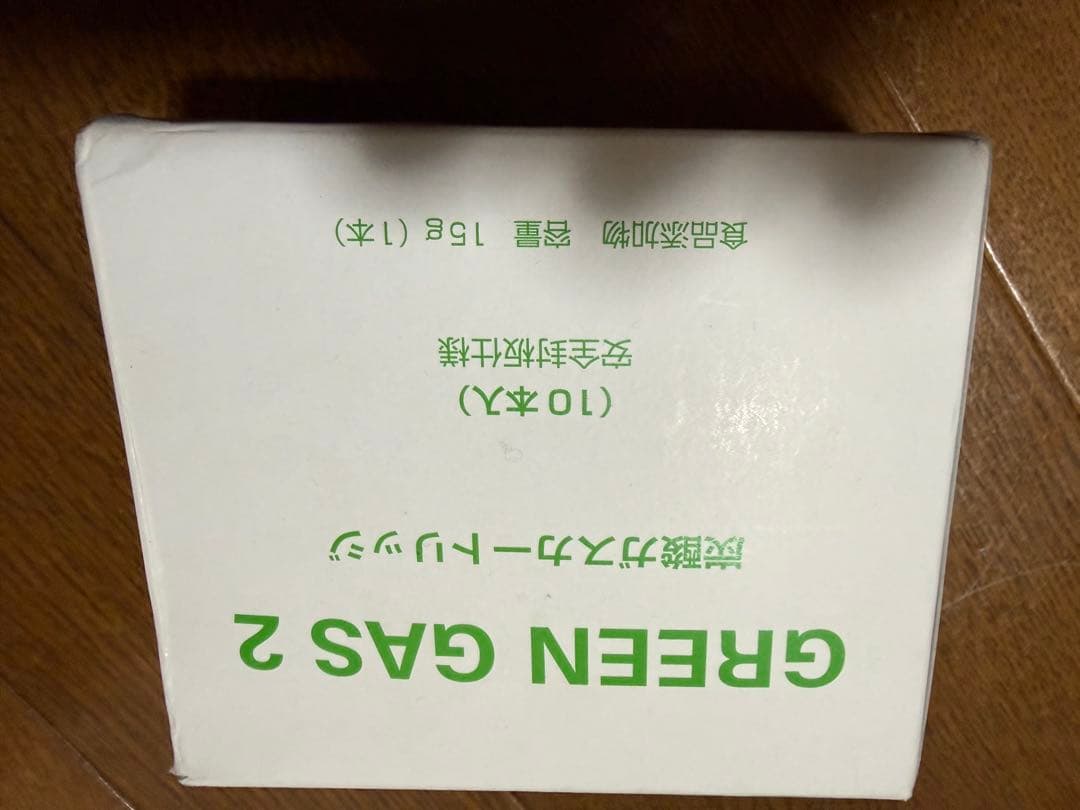 GREEN GAS 2
炭酸ガスカートリッジ
(10本入)
安全封板仕様
食品添加物 容量 15g (1本)